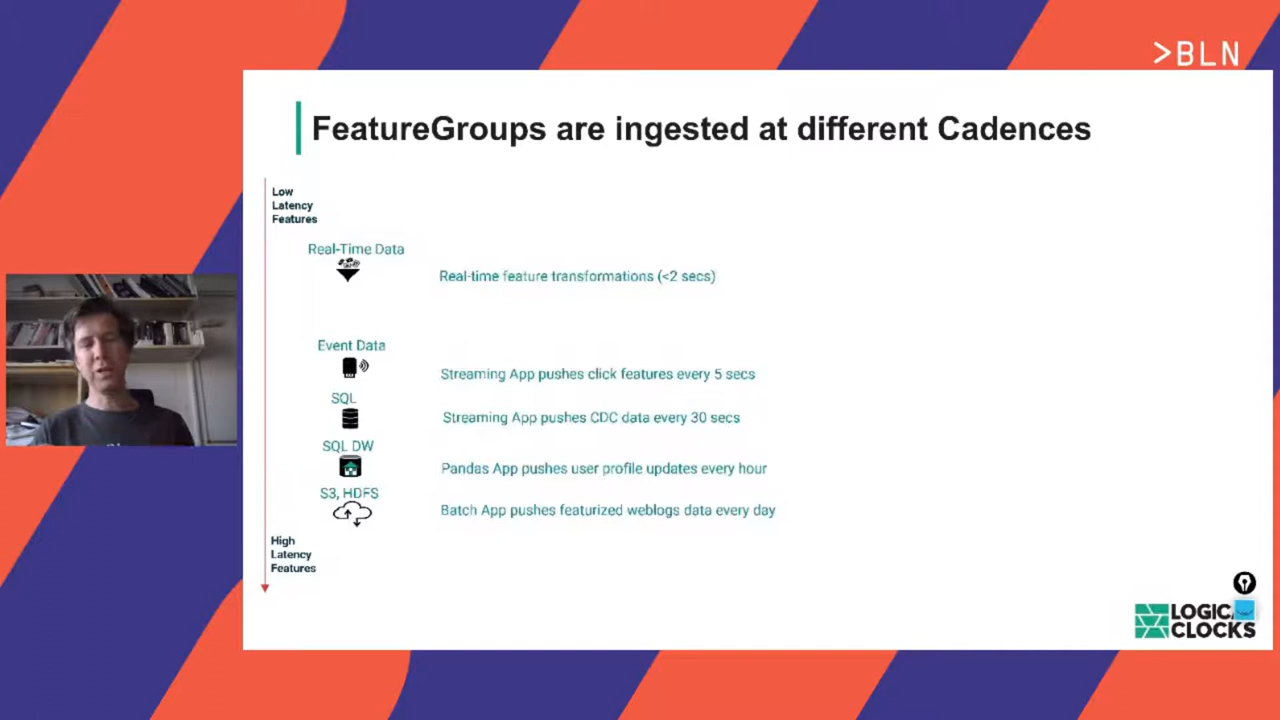 >BLN
FeatureGroups are ingested at different Cadences
Low
Latency
Features
Real-Time Data
Real-time feature transformations (<2 secs)
Event Data
Streaming App pushes click features every 5 secs
SQL
Streaming App pushes CDC data every 30 secs
SQL DW
Pandas App pushes user profile updates every hour
S3, HDFS
Batch App pushes featurized weblogs data every day
High
Latency
Features
CLOCKS